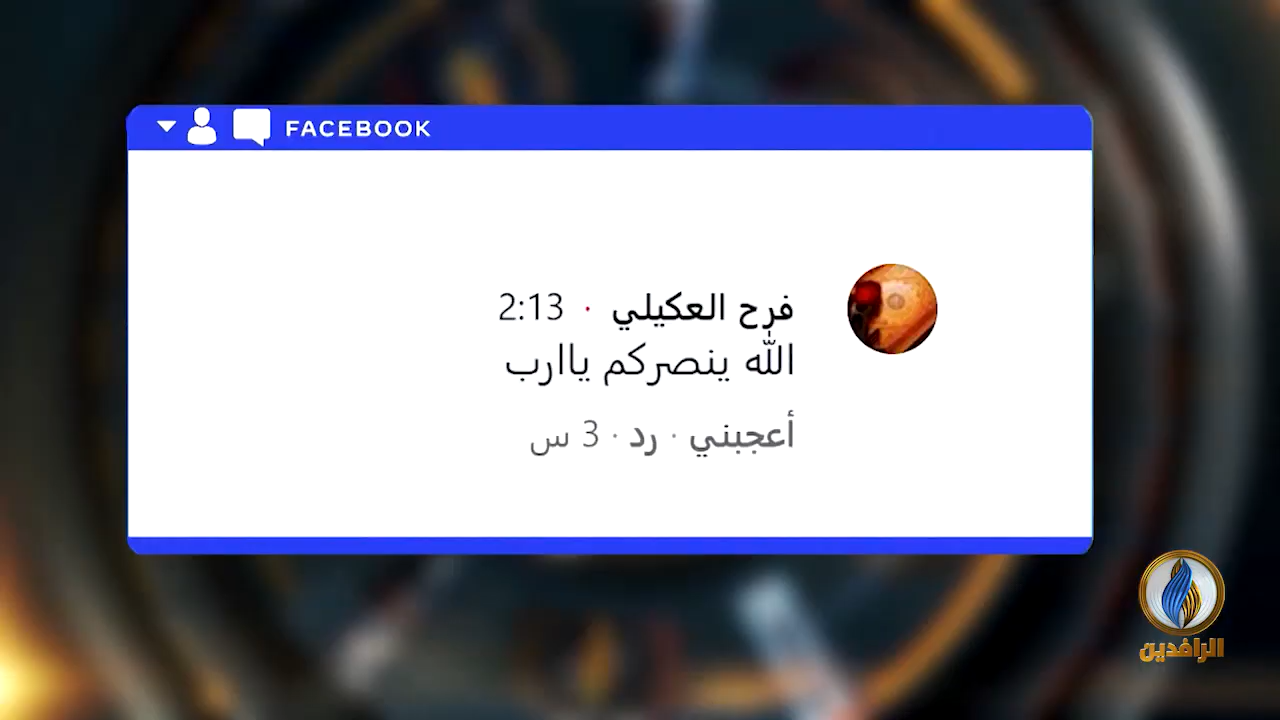 FACEBOOK
فرح العكيلي · 2:13
الله ينصركم ياارب
أعجبني · رد · 3 س
الرافدين